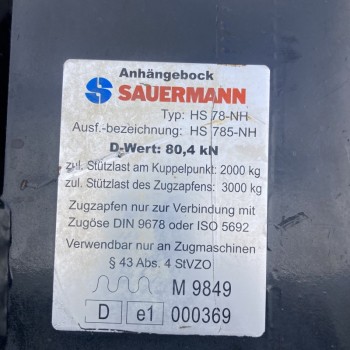 Anhängebock
SAUERMANN
Typ: HS 78-NH
Ausf.-bezeichnung: HS 785-NH
D-Wert: 80,4 kN
zul. Stützlast am Kuppelpunkt: 2000 kg
zul. Stützlast des Zugzapfens: 3000 kg
Zugzapfen nur zur Verbindung mit
Zugöse DIN 9678 oder ISO 5692
Verwendbar nur an Zugmaschinen
§ 43 Abs. 4 StVZO
M 9849
D e1 000369